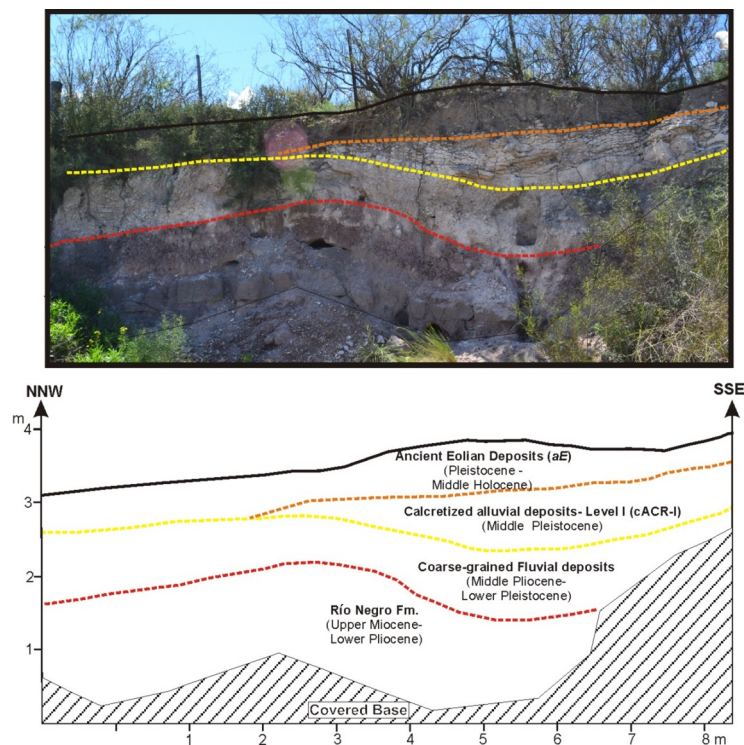 NNW
SSE
m
4
Ancient Eolian Deposits (aE)
(Pleistocene -
Middle Holocene)
3
Calcretized alluvial deposits- Level I (cACR-I)
(Middle Pleistocene)
Coarse-grained Fluvial deposits
2
(Middle Pliocene-
Lower Pleistocene)
Río Negro Fm.
(Upper Miocene-
Lower Pliocene)
1
Covered Base
1 2 3 4 5 6 7 8 m